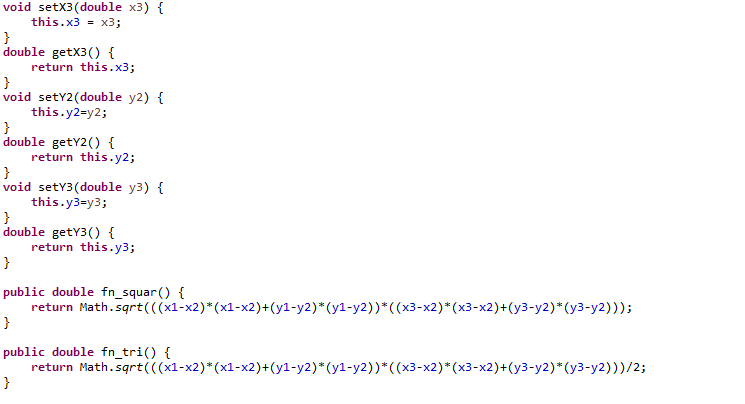 void setX3(double x3) {
    this.x3 = x3;
}
double getX3() {
    return this.x3;
}
void setY2(double y2) {
    this.y2=y2;
}
double getY2() {
    return this.y2;
}
void setY3(double y3) {
    this.y3=y3;
}
double getY3() {
    return this.y3;
}

public double fn_squar() {
    return Math.sqrt(((x1-x2)*(x1-x2)+(y1-y2)*(y1-y2))*((x3-x2)*(x3-x2)+(y3-y2)*(y3-y2)));
}

public double fn_tri() {
    return Math.sqrt(((x1-x2)*(x1-x2)+(y1-y2)*(y1-y2))*((x3-x2)*(x3-x2)+(y3-y2)*(y3-y2)))/2;
}